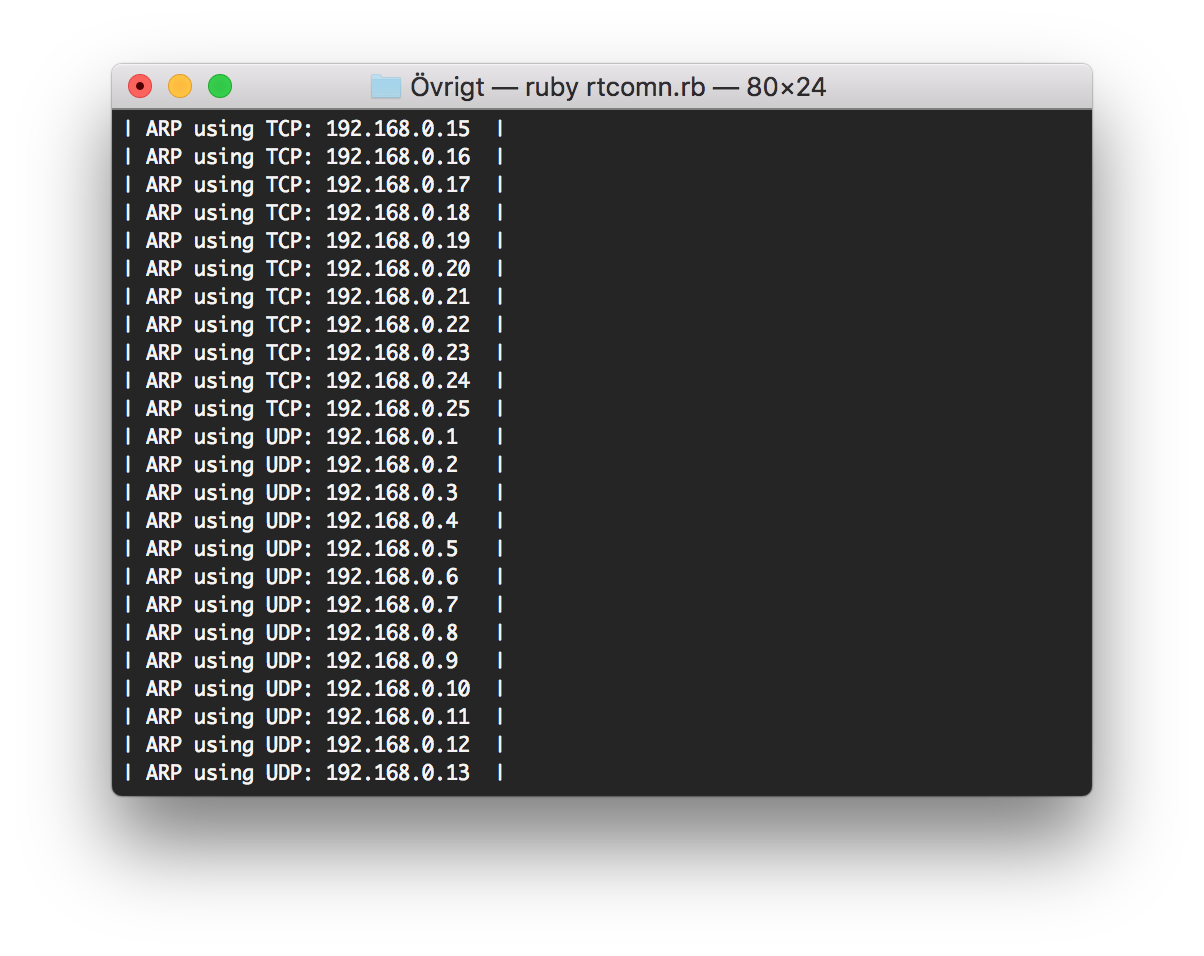 Övrigt — ruby rtcomn.rb — 80×24
| ARP using TCP: 192.168.0.15  |
| ARP using TCP: 192.168.0.16  |
| ARP using TCP: 192.168.0.17  |
| ARP using TCP: 192.168.0.18  |
| ARP using TCP: 192.168.0.19  |
| ARP using TCP: 192.168.0.20  |
| ARP using TCP: 192.168.0.21  |
| ARP using TCP: 192.168.0.22  |
| ARP using TCP: 192.168.0.23  |
| ARP using TCP: 192.168.0.24  |
| ARP using TCP: 192.168.0.25  |
| ARP using UDP: 192.168.0.1   |
| ARP using UDP: 192.168.0.2   |
| ARP using UDP: 192.168.0.3   |
| ARP using UDP: 192.168.0.4   |
| ARP using UDP: 192.168.0.5   |
| ARP using UDP: 192.168.0.6   |
| ARP using UDP: 192.168.0.7   |
| ARP using UDP: 192.168.0.8   |
| ARP using UDP: 192.168.0.9   |
| ARP using UDP: 192.168.0.10  |
| ARP using UDP: 192.168.0.11  |
| ARP using UDP: 192.168.0.12  |
| ARP using UDP: 192.168.0.13  |